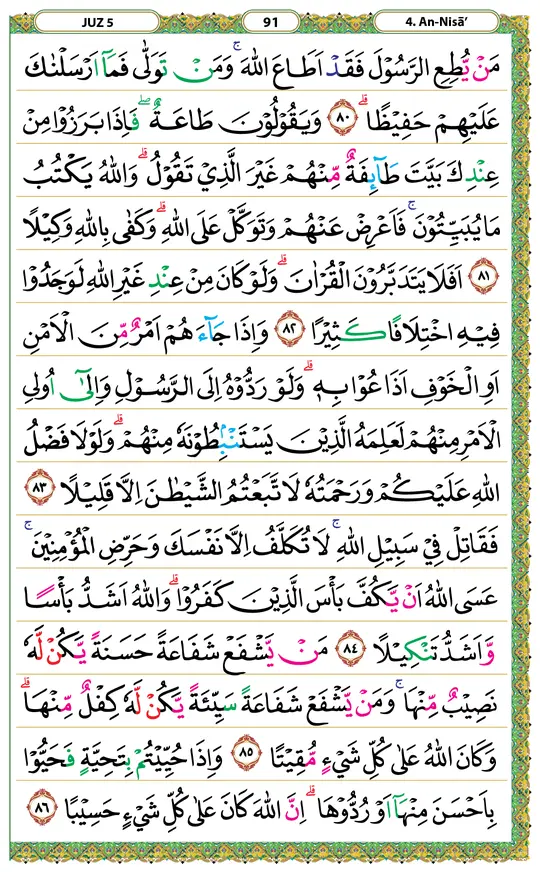 JUZ 5
91
4. An-Nisā’
مَنْ يُّطِعِ الرَّسُوْلَ فَقَدْ اَطَاعَ اللّٰهَ ۚ وَمَنْ تَوَلّٰى فَمَآ اَرْسَلْنٰكَ
عَلَيْهِمْ حَفِيْظًا ۗ ٨٠ وَيَقُوْلُوْنَ طَاعَةٌ ۖ فَاِذَا بَرَزُوْا مِنْ
عِنْدِكَ بَيَّتَ طَاۤىِٕفَةٌ مِّنْهُمْ غَيْرَ الَّذِيْ تَقُوْلُ ۗ وَاللّٰهُ يَكْتُبُ
مَا يُبَيِّتُوْنَ ۚ فَاَعْرِضْ عَنْهُمْ وَتَوَكَّلْ عَلَى اللّٰهِ ۗ وَكَفٰى بِاللّٰهِ وَكِيْلًا
٨١ اَفَلَا يَتَدَبَّرُوْنَ الْقُرْاٰنَ ۗ وَلَوْ كَانَ مِنْ عِنْدِ غَيْرِ اللّٰهِ لَوَجَدُوْا
فِيْهِ اخْتِلَافًا كَثِيْرًا ٨٢ وَاِذَا جَاۤءَهُمْ اَمْرٌ مِّنَ الْاَمْنِ
اَوِ الْخَوْفِ اَذَاعُوْا بِهٖ ۗ وَلَوْ رَدُّوْهُ اِلَى الرَّسُوْلِ وَاِلٰٓى اُولِى
الْاَمْرِ مِنْهُمْ لَعَلِمَهُ الَّذِيْنَ يَسْتَنْۢبِطُوْنَهٗ مِنْهُمْ ۗ وَلَوْلَا فَضْلُ
اللّٰهِ عَلَيْكُمْ وَرَحْمَتُهٗ لَاتَّبَعْتُمُ الشَّيْطٰنَ اِلَّا قَلِيْلًا ٨٣
فَقَاتِلْ فِيْ سَبِيْلِ اللّٰهِ ۚ لَا تُكَلَّفُ اِلَّا نَفْسَكَ وَحَرِّضِ الْمُؤْمِنِيْنَ ۚ
عَسَى اللّٰهُ اَنْ يَّكُفَّ بَأْسَ الَّذِيْنَ كَفَرُوْا ۗ وَاللّٰهُ اَشَدُّ بَأْسًا
وَّاَشَدُّ تَنْكِيْلًا ٨٤ مَنْ يَّشْفَعْ شَفَاعَةً حَسَنَةً يَّكُنْ لَّهٗ
نَصِيْبٌ مِّنْهَا ۚ وَمَنْ يَّشْفَعْ شَفَاعَةً سَيِّئَةً يَّكُنْ لَّهٗ كِفْلٌ مِّنْهَا ۗ
وَكَانَ اللّٰهُ عَلٰى كُلِّ شَيْءٍ مُّقِيْتًا ٨٥ وَاِذَا حُيِّيْتُمْ بِتَحِيَّةٍ فَحَيُّوْا
بِاَحْسَنَ مِنْهَآ اَوْ رُدُّوْهَا ۗ اِنَّ اللّٰهَ كَانَ عَلٰى كُلِّ شَيْءٍ حَسِيْبًا ٨٦